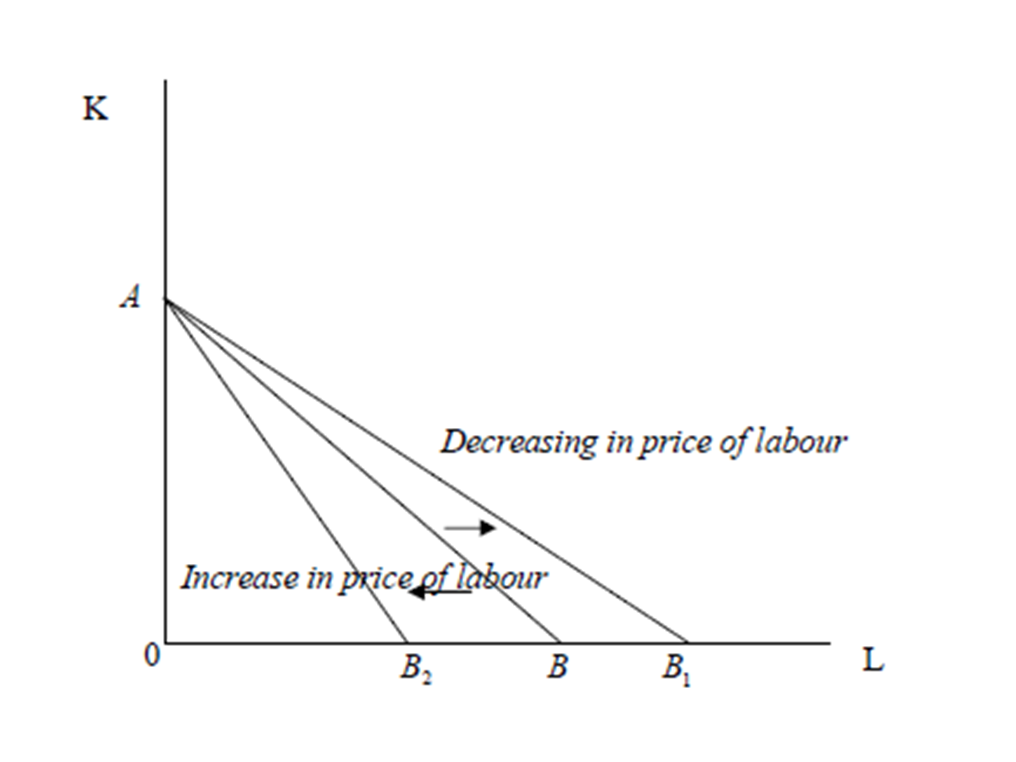 K
A
Decreasing in price of labour
Increase in price of labour
0
B₂
B
B₁
L